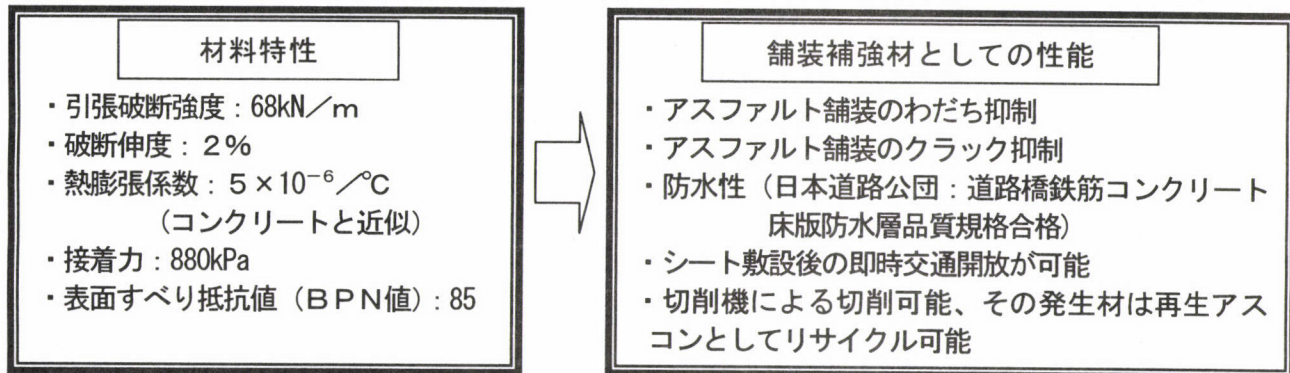 材料特性
・引張破断強度：68kN／ｍ
・破断伸度：２％
・熱膨張係数：５×10⁻⁶／℃
（コンクリートと近似）
・接着力：880kPa
・表面すべり抵抗値（ＢＰＮ値）：85
舗装補強材としての性能
・アスファルト舗装のわだち抑制
・アスファルト舗装のクラック抑制
・防水性（日本道路公団：道路橋鉄筋コンクリート
床版防水層品質規格合格）
・シート敷設後の即時交通開放が可能
・切削機による切削可能、その発生材は再生アス
コンとしてリサイクル可能